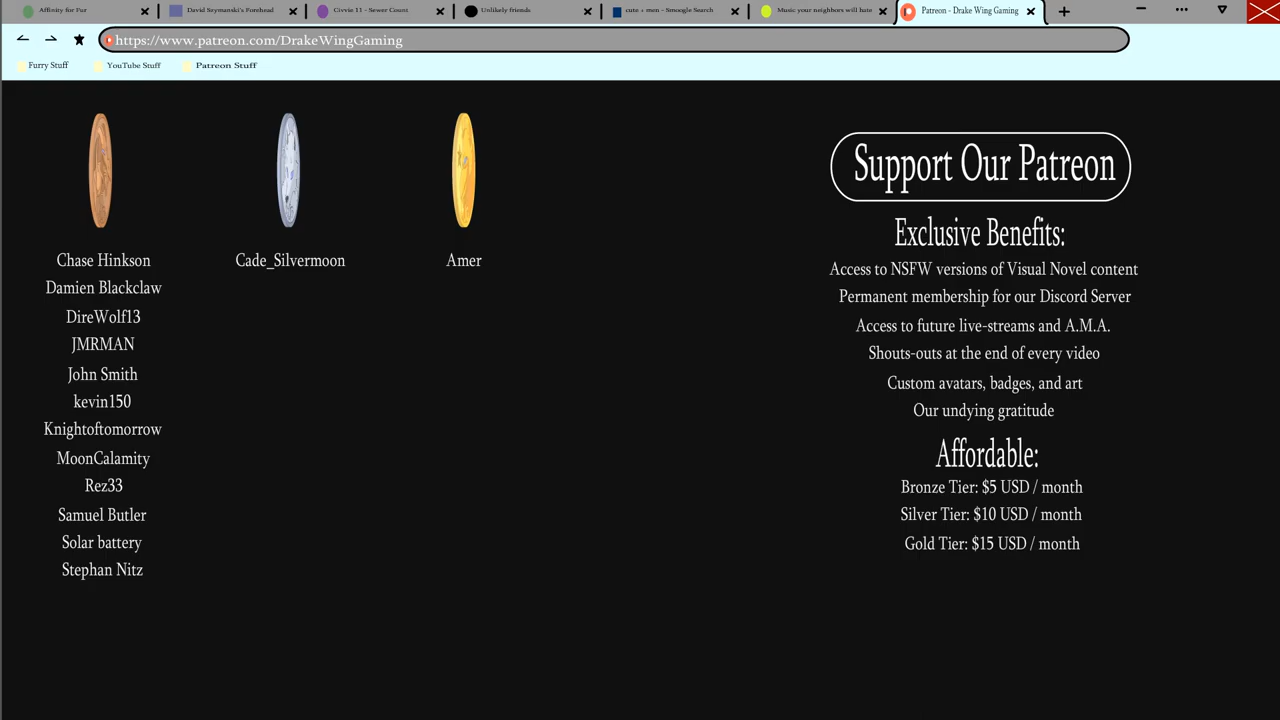 Affinity for Fur
David Szymanski's Forehead
Civvie 11 - Sewer Count
Unlikely friends
cute + men - Smoogle Search
Music your neighbors will hate
Patreon - Drake Wing Gaming
https://www.patreon.com/DrakeWingGaming
Furry Stuff
YouTube Stuff
Patreon Stuff
Chase Hinkson
Damien Blackclaw
DireWolf13
JMRMAN
John Smith
kevin150
Knightoftomorrow
MoonCalamity
Rez33
Samuel Butler
Solar battery
Stephan Nitz
Cade_Silvermoon
Amer
Support Our Patreon
Exclusive Benefits:
Access to NSFW versions of Visual Novel content
Permanent membership for our Discord Server
Access to future live-streams and A.M.A.
Shouts-outs at the end of every video
Custom avatars, badges, and art
Our undying gratitude
Affordable:
Bronze Tier: $5 USD / month
Silver Tier: $10 USD / month
Gold Tier: $15 USD / month